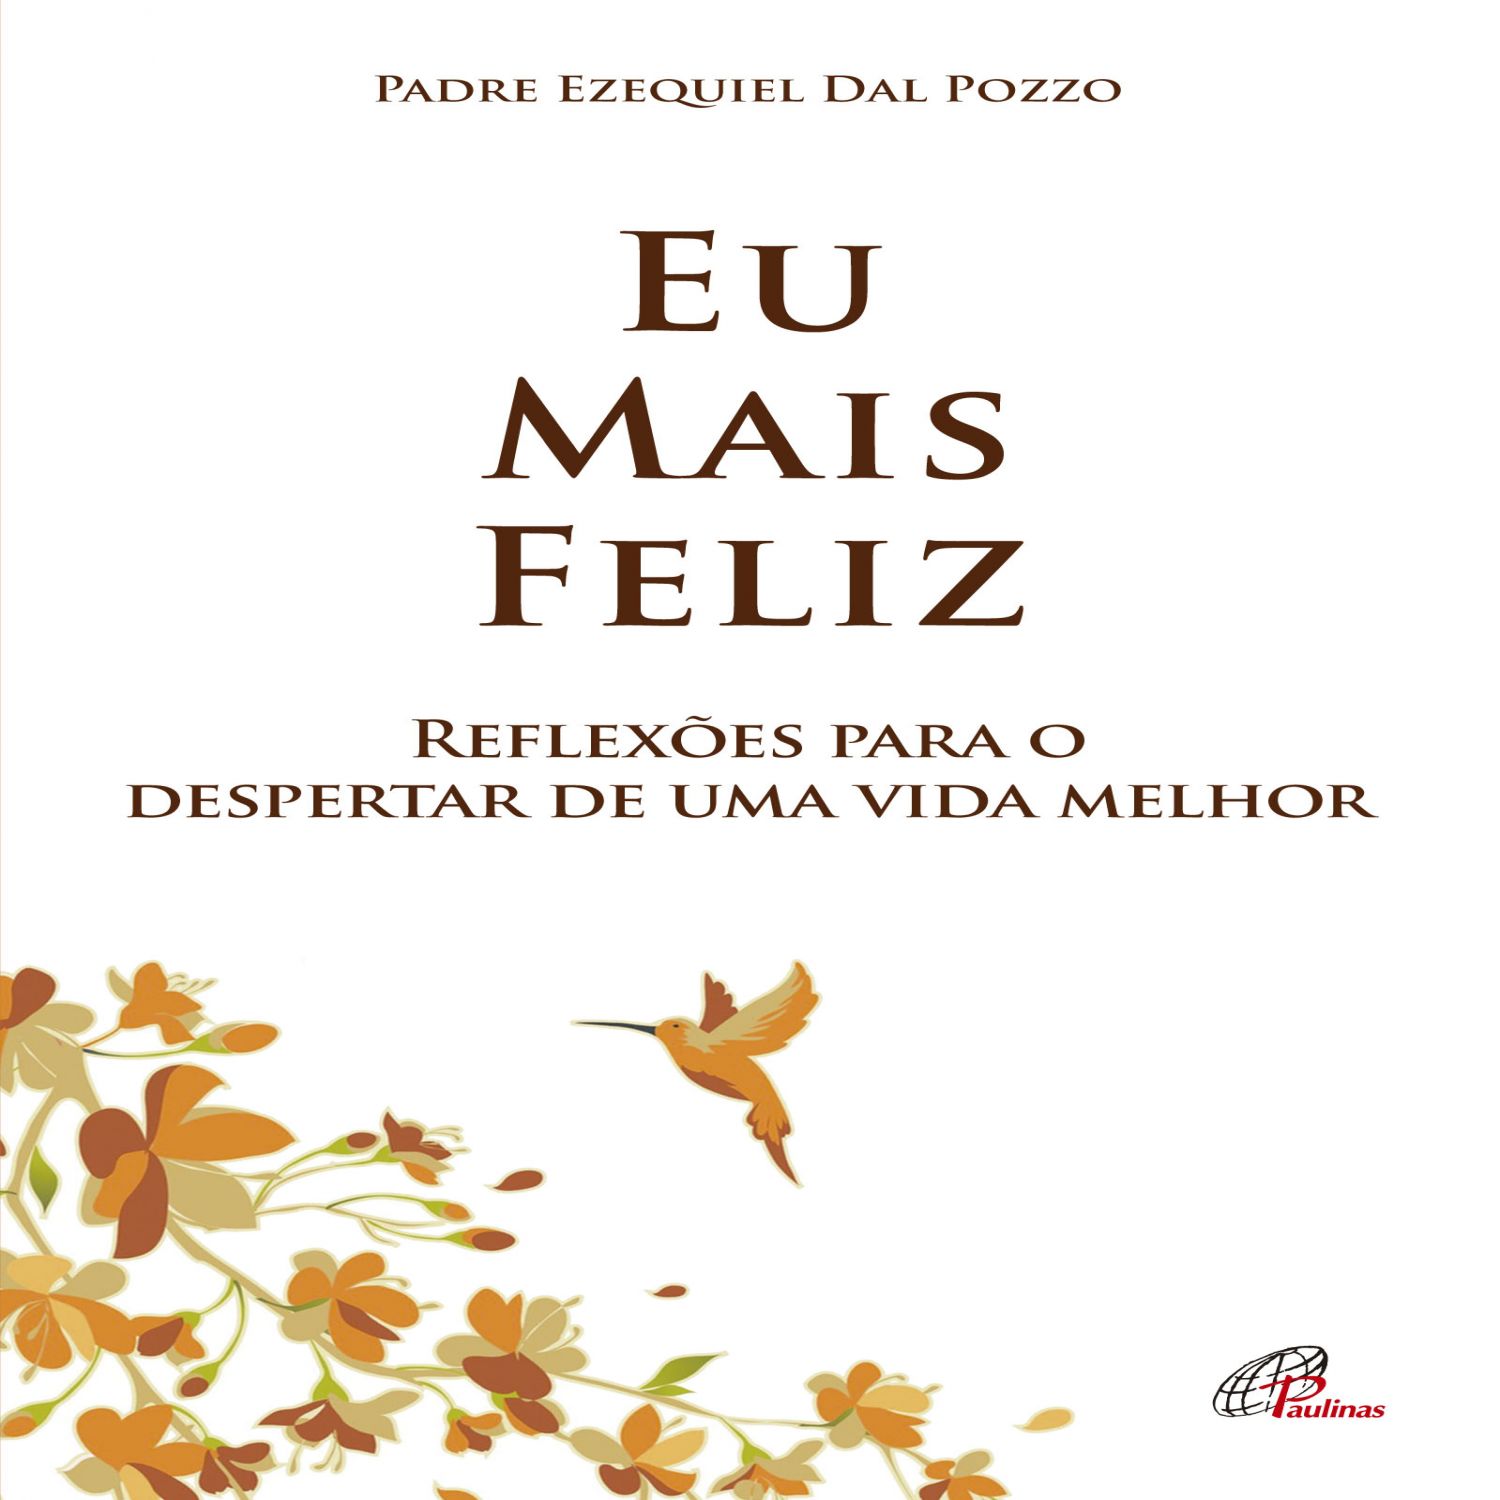 PADRE EZEQUIEL DAL POZZO
EU
MAIS
FELIZ
REFLEXÕES PARA O
DESPERTAR DE UMA VIDA MELHOR
Paulinas